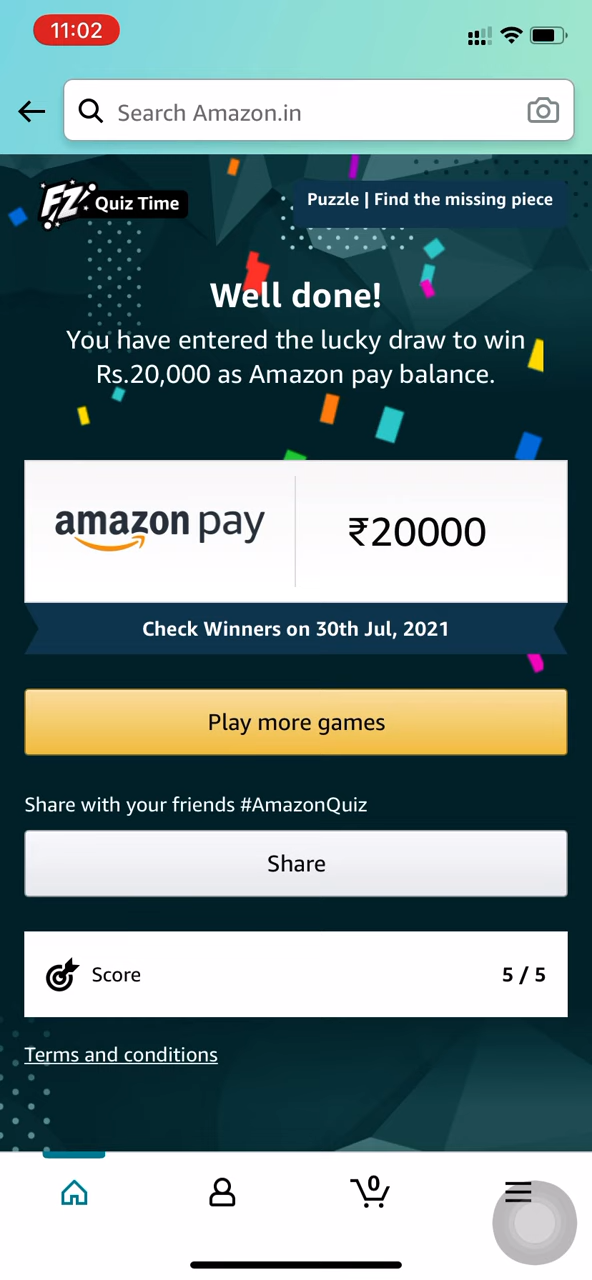 11:02
Search Amazon.in
FZ Quiz Time
Puzzle | Find the missing piece
Well done!
You have entered the lucky draw to win
Rs.20,000 as Amazon pay balance.
amazon pay
₹20000
Check Winners on 30th Jul, 2021
Play more games
Share with your friends #AmazonQuiz
Share
Score
5 / 5
Terms and conditions
0